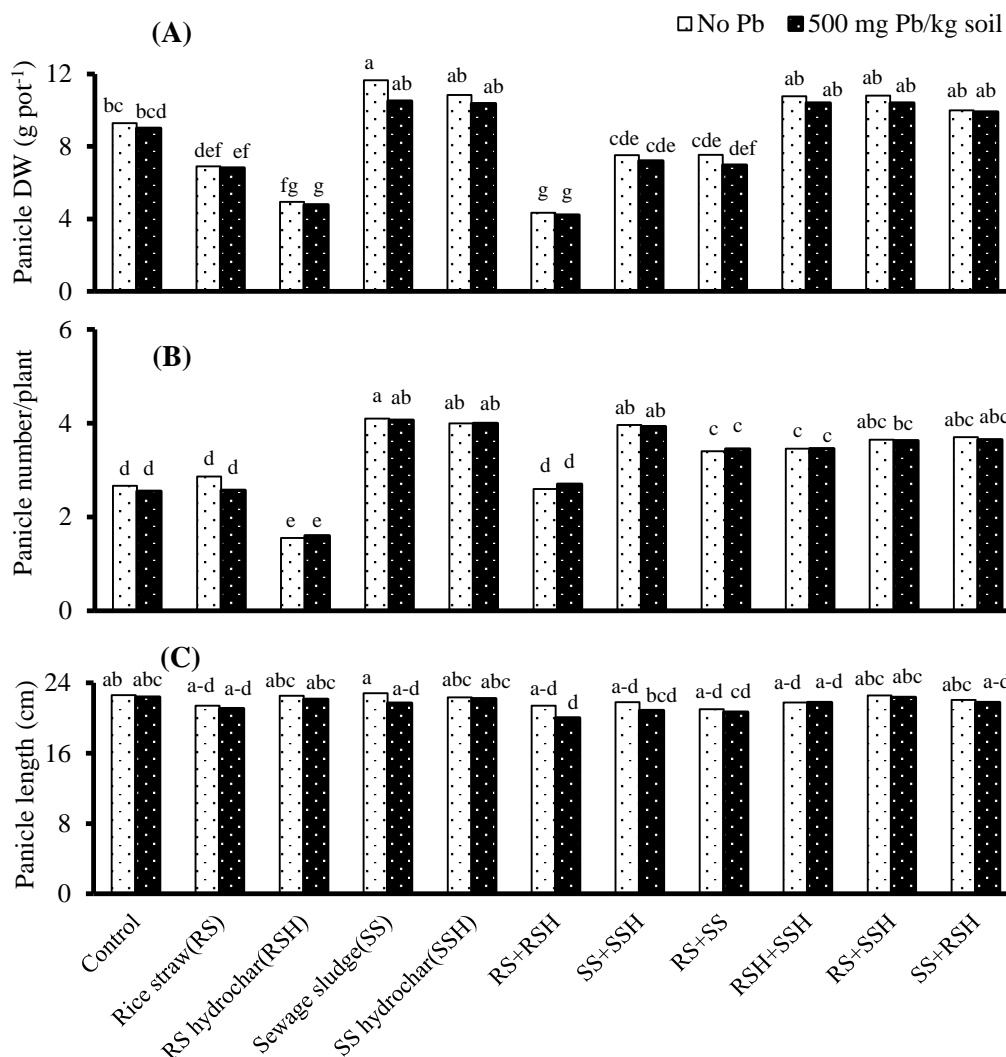 No Pb 500 mg Pb/kg soil
(A)
Panicle DW (g pot⁻¹)
12
8
4
0
bc bcd def ef fg g a ab ab ab g g cde cde cde def ab ab ab ab ab ab
(B)
Panicle number/plant
6
4
2
0
d d d d e e a ab ab ab d d ab ab c c c c abc bc abc abc
(C)
Panicle length (cm)
24
16
8
0
ab abc a-d a-d abc abc a a-d abc abc a-d d a-d bcd a-d cd a-d a-d abc abc abc a-d
Control
Rice straw(RS)
RS hydrochar(RSH)
Sewage sludge(SS)
SS hydrochar(SSH)
RS+RSH
SS+SSH
RS+SS
RSH+SSH
RS+SSH
SS+RSH